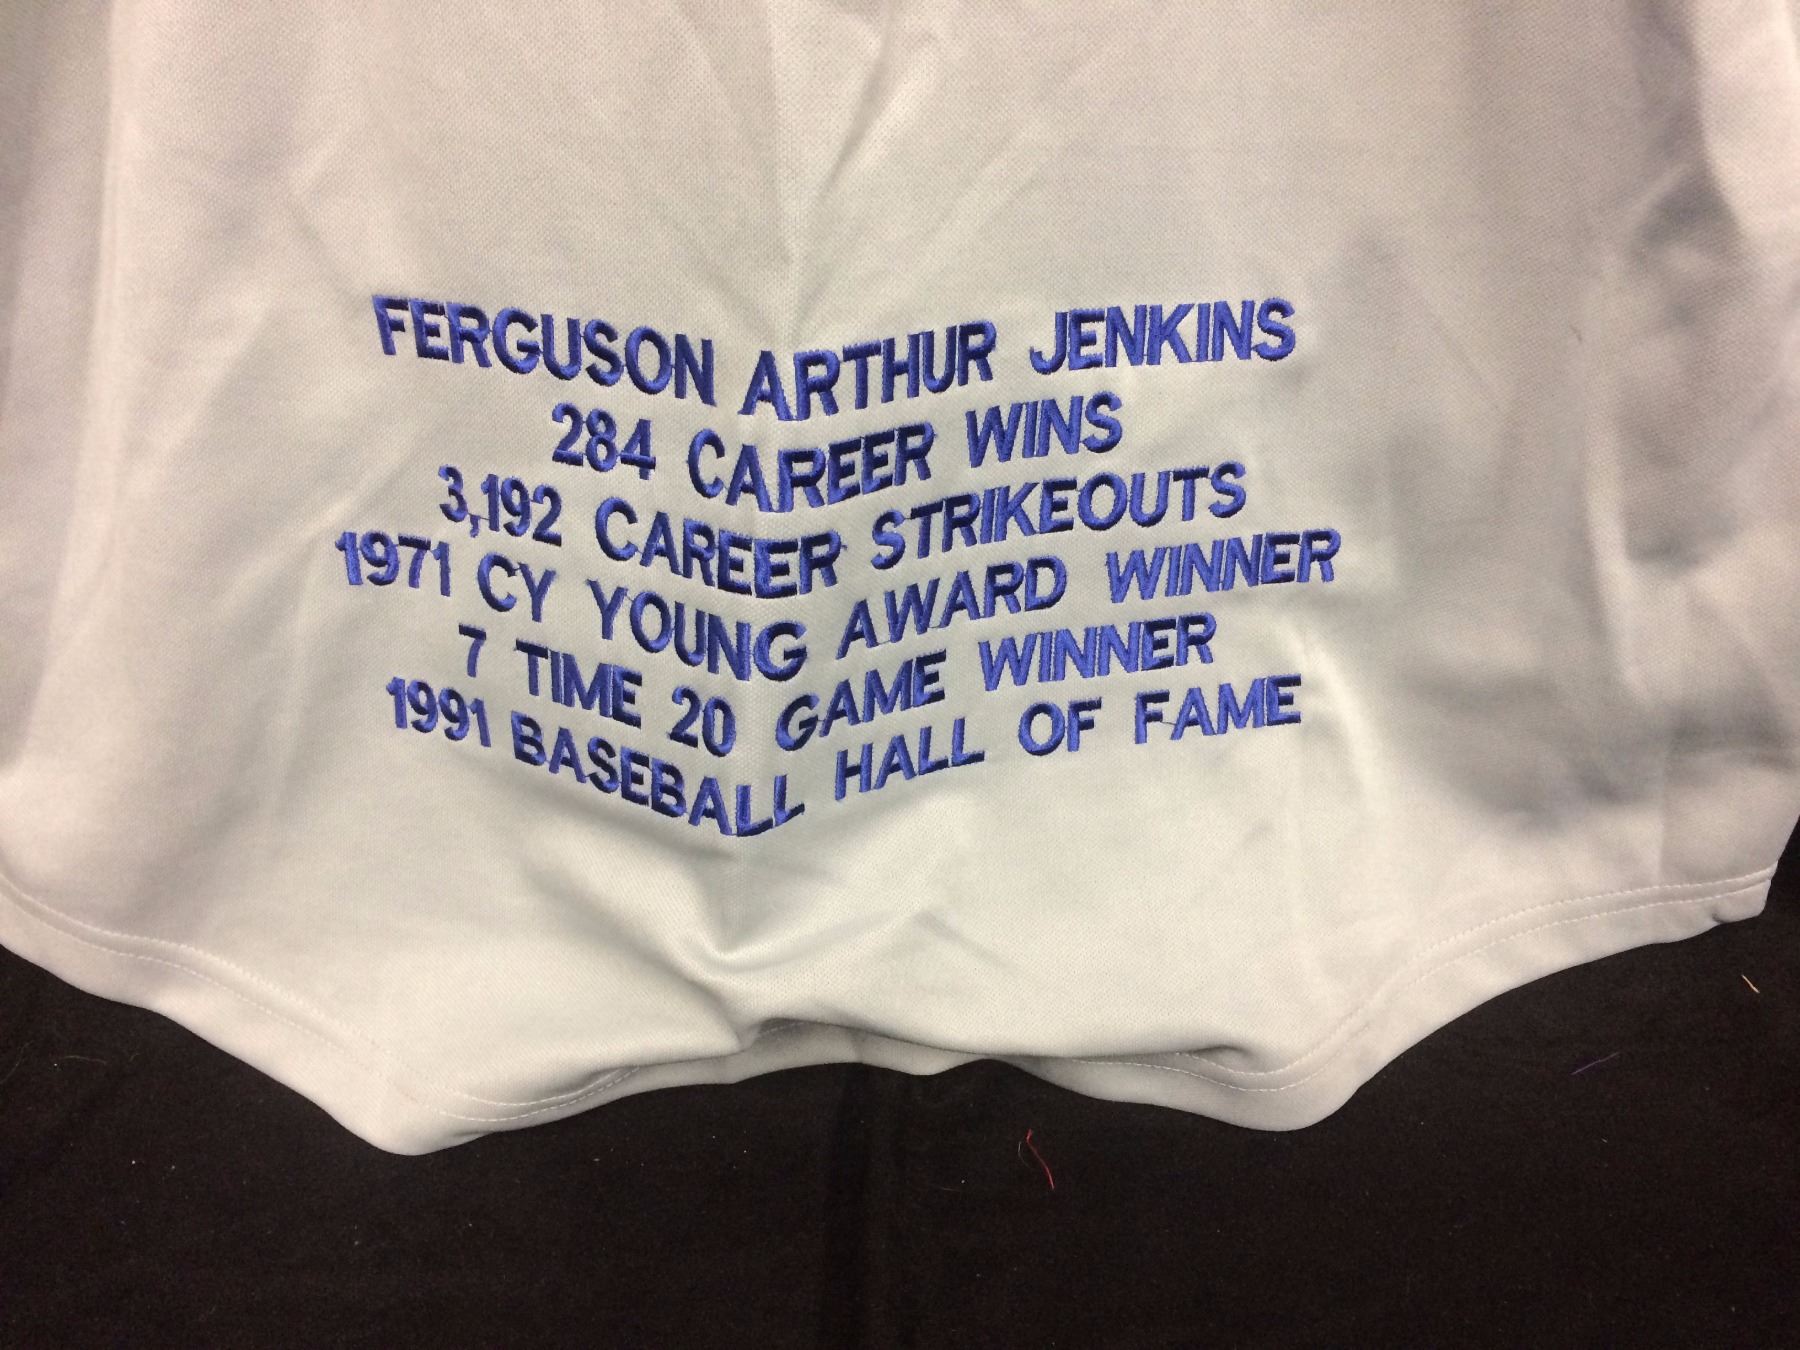 FERGUSON ARTHUR JENKINS
284 CAREER WINS
3,192 CAREER STRIKEOUTS
1971 CY YOUNG AWARD WINNER
7 TIME 20 GAME WINNER
1991 BASEBALL HALL OF FAME